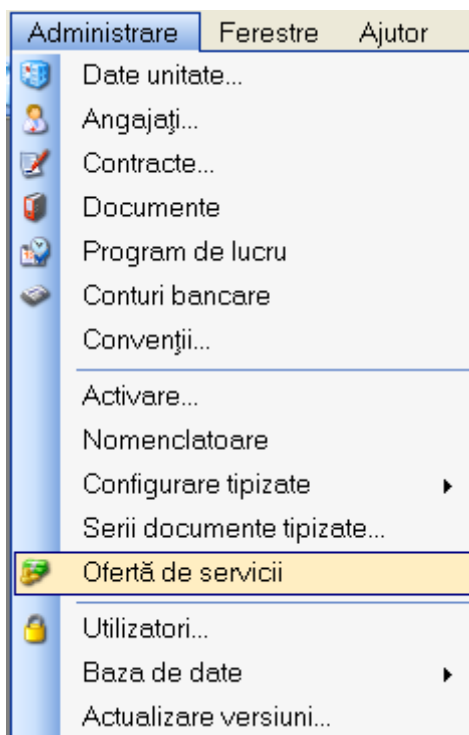 Administrare Ferestre Ajutor
Date unitate...
Angajaţi...
Contracte...
Documente
Program de lucru
Conturi bancare
Convenţii...
Activare...
Nomenclatoare
Configurare tipizate
Serii documente tipizate...
Ofertă de servicii
Utilizatori...
Baza de date
Actualizare versiuni...